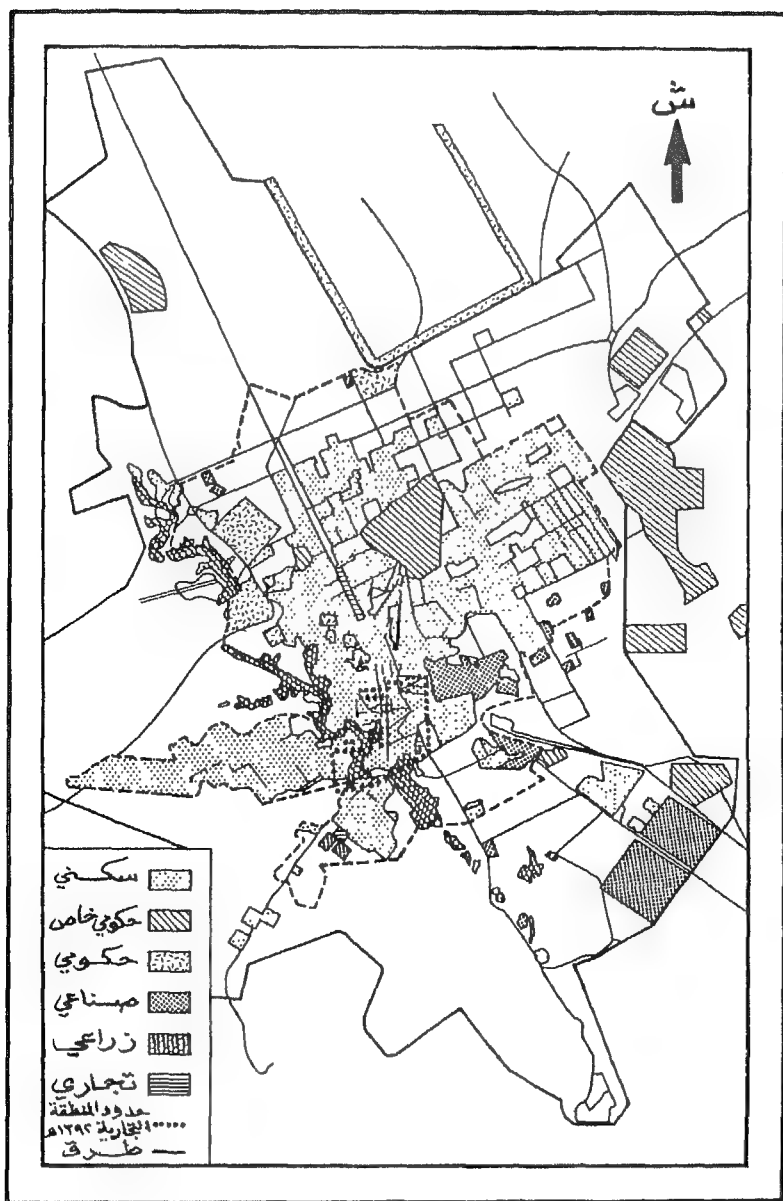 ش
سكني
حكومي خاص
حكومي
صناعي
زراعي
تجاري
حدود المنطقة
التجارية ١٣٩٢هـ
طرق